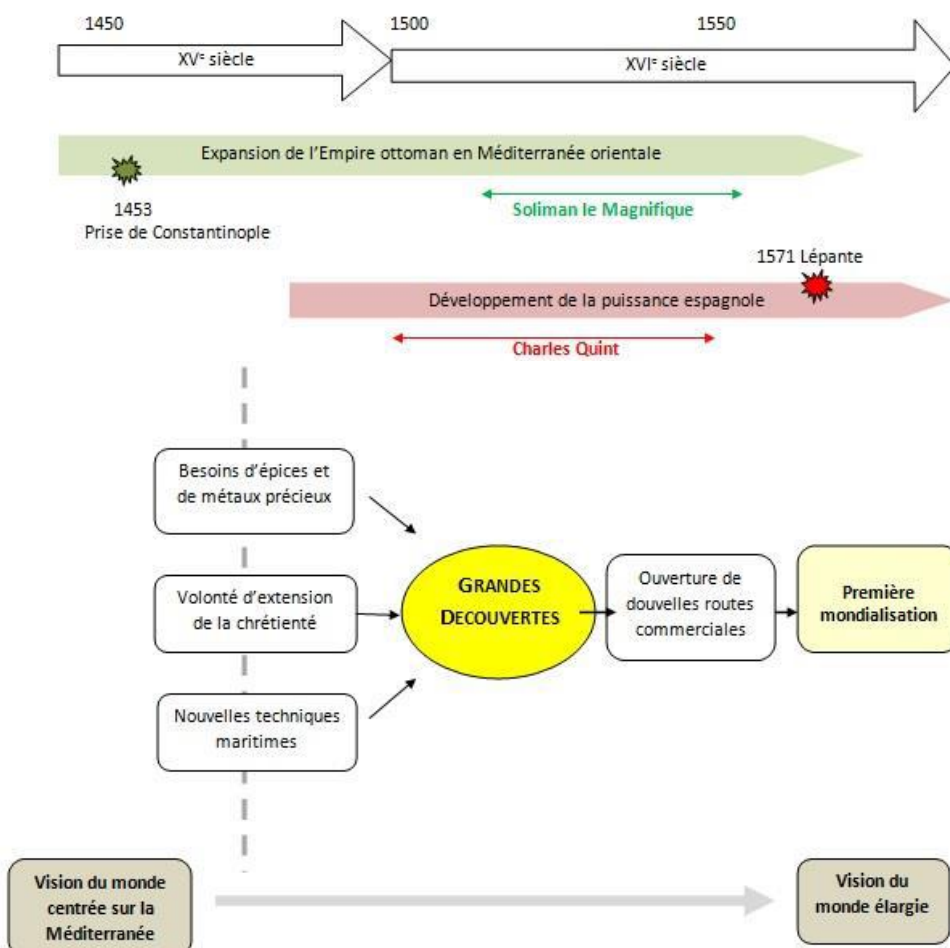 1450
1500
1550
XVe siècle
XVIe siècle
Expansion de l'Empire ottoman en Méditerranée orientale
Soliman le Magnifique
1453
Prise de Constantinople
1571 Lépante
Développement de la puissance espagnole
Charles Quint
Besoins d'épices et
de métaux précieux
Volonté d'extension
de la chrétienté
Nouvelles techniques
maritimes
GRANDES
DECOUVERTES
Ouverture de
douvelles routes
commerciales
Première
mondialisation
Vision du monde
centrée sur la
Méditerranée
Vision du
monde élargie